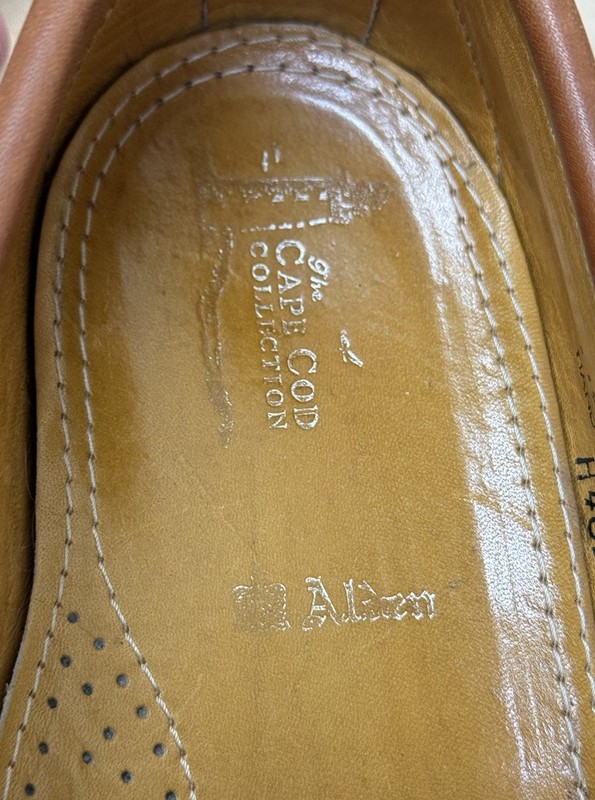 The
CAPE COD
COLLECTION
Alden